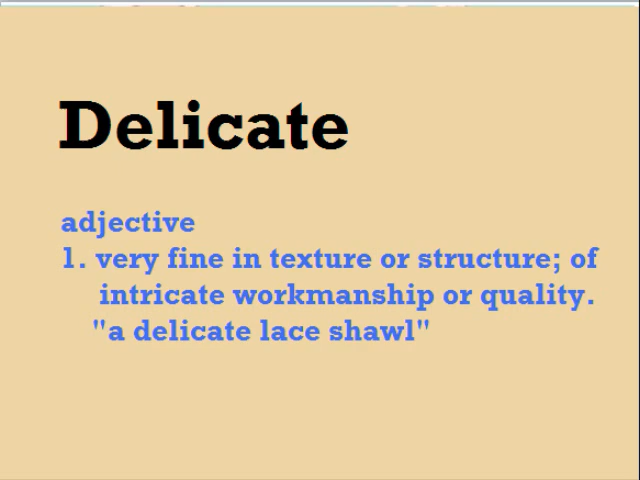 Delicate
adjective
1. very fine in texture or structure; of
intricate workmanship or quality.
"a delicate lace shawl"